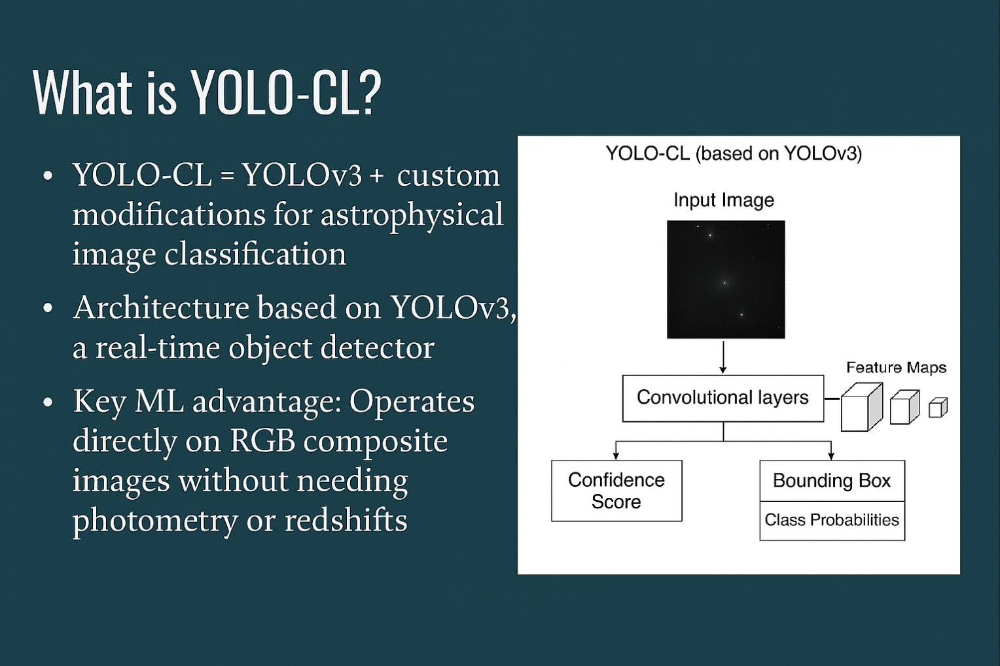 What is YOLO-CL?
• YOLO-CL = YOLOv3 + custom
modifications for astrophysical
image classification
• Architecture based on YOLOv3,
a real-time object detector
• Key ML advantage: Operates
directly on RGB composite
images without needing
photometry or redshifts
YOLO-CL (based on YOLOv3)
Input Image
Feature Maps
Convolutional layers
Confidence
Score
Bounding Box
Class Probabilities